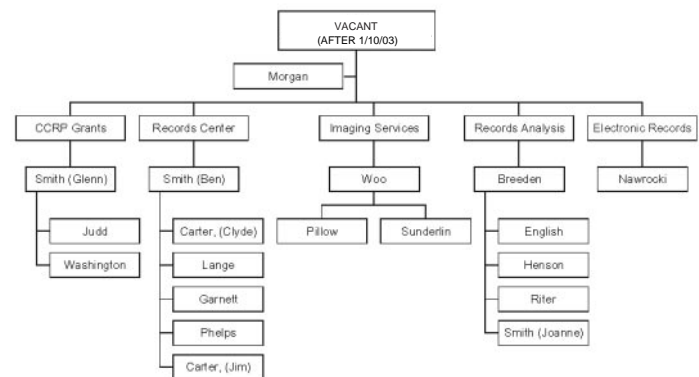 VACANT
(AFTER 1/10/03)
Morgan
CCRP Grants
Records Center
Imaging Services
Records Analysis
Electronic Records
Smith (Glenn)
Smith (Ben)
Woo
Breeden
Nawrocki
Judd
Washington
Carter, (Clyde)
Lange
Garnett
Phelps
Carter, (Jim)
Pillow
Sunderlin
English
Henson
Riter
Smith (Joanne)